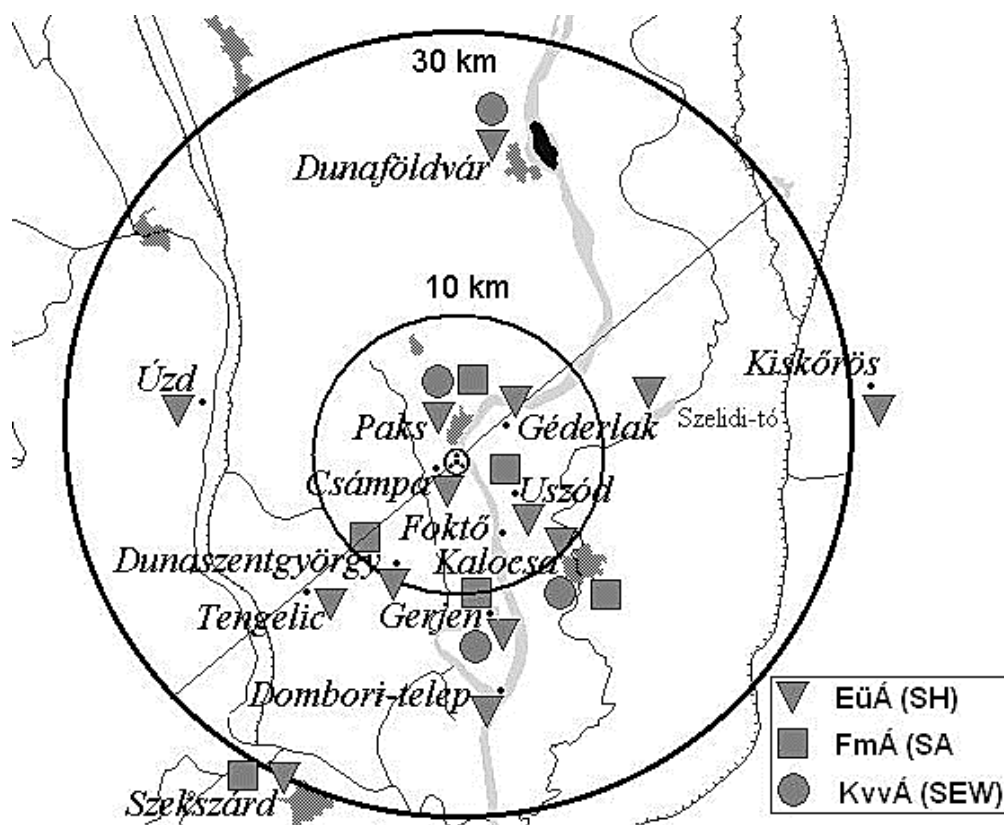 30 km
Dunaföldvár
10 km
Kiskőrös
Úzd
Paks
Géderlak
Szelidi-tó
Csámpa
Uszód
Foktő
Dunaszentgyörgy
Kalocsa
Tengelic
Gerjen
Dombori-telep
Szekszárd
EüÁ (SH)
FmÁ (SA
KvvÁ (SEW)